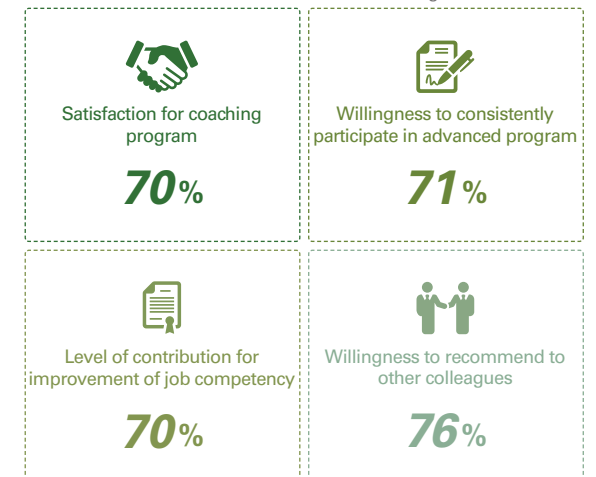 Satisfaction for coaching
program
70%
Willingness to consistently
participate in advanced program
71%
Level of contribution for
improvement of job competency
70%
Willingness to recommend to
other colleagues
76%